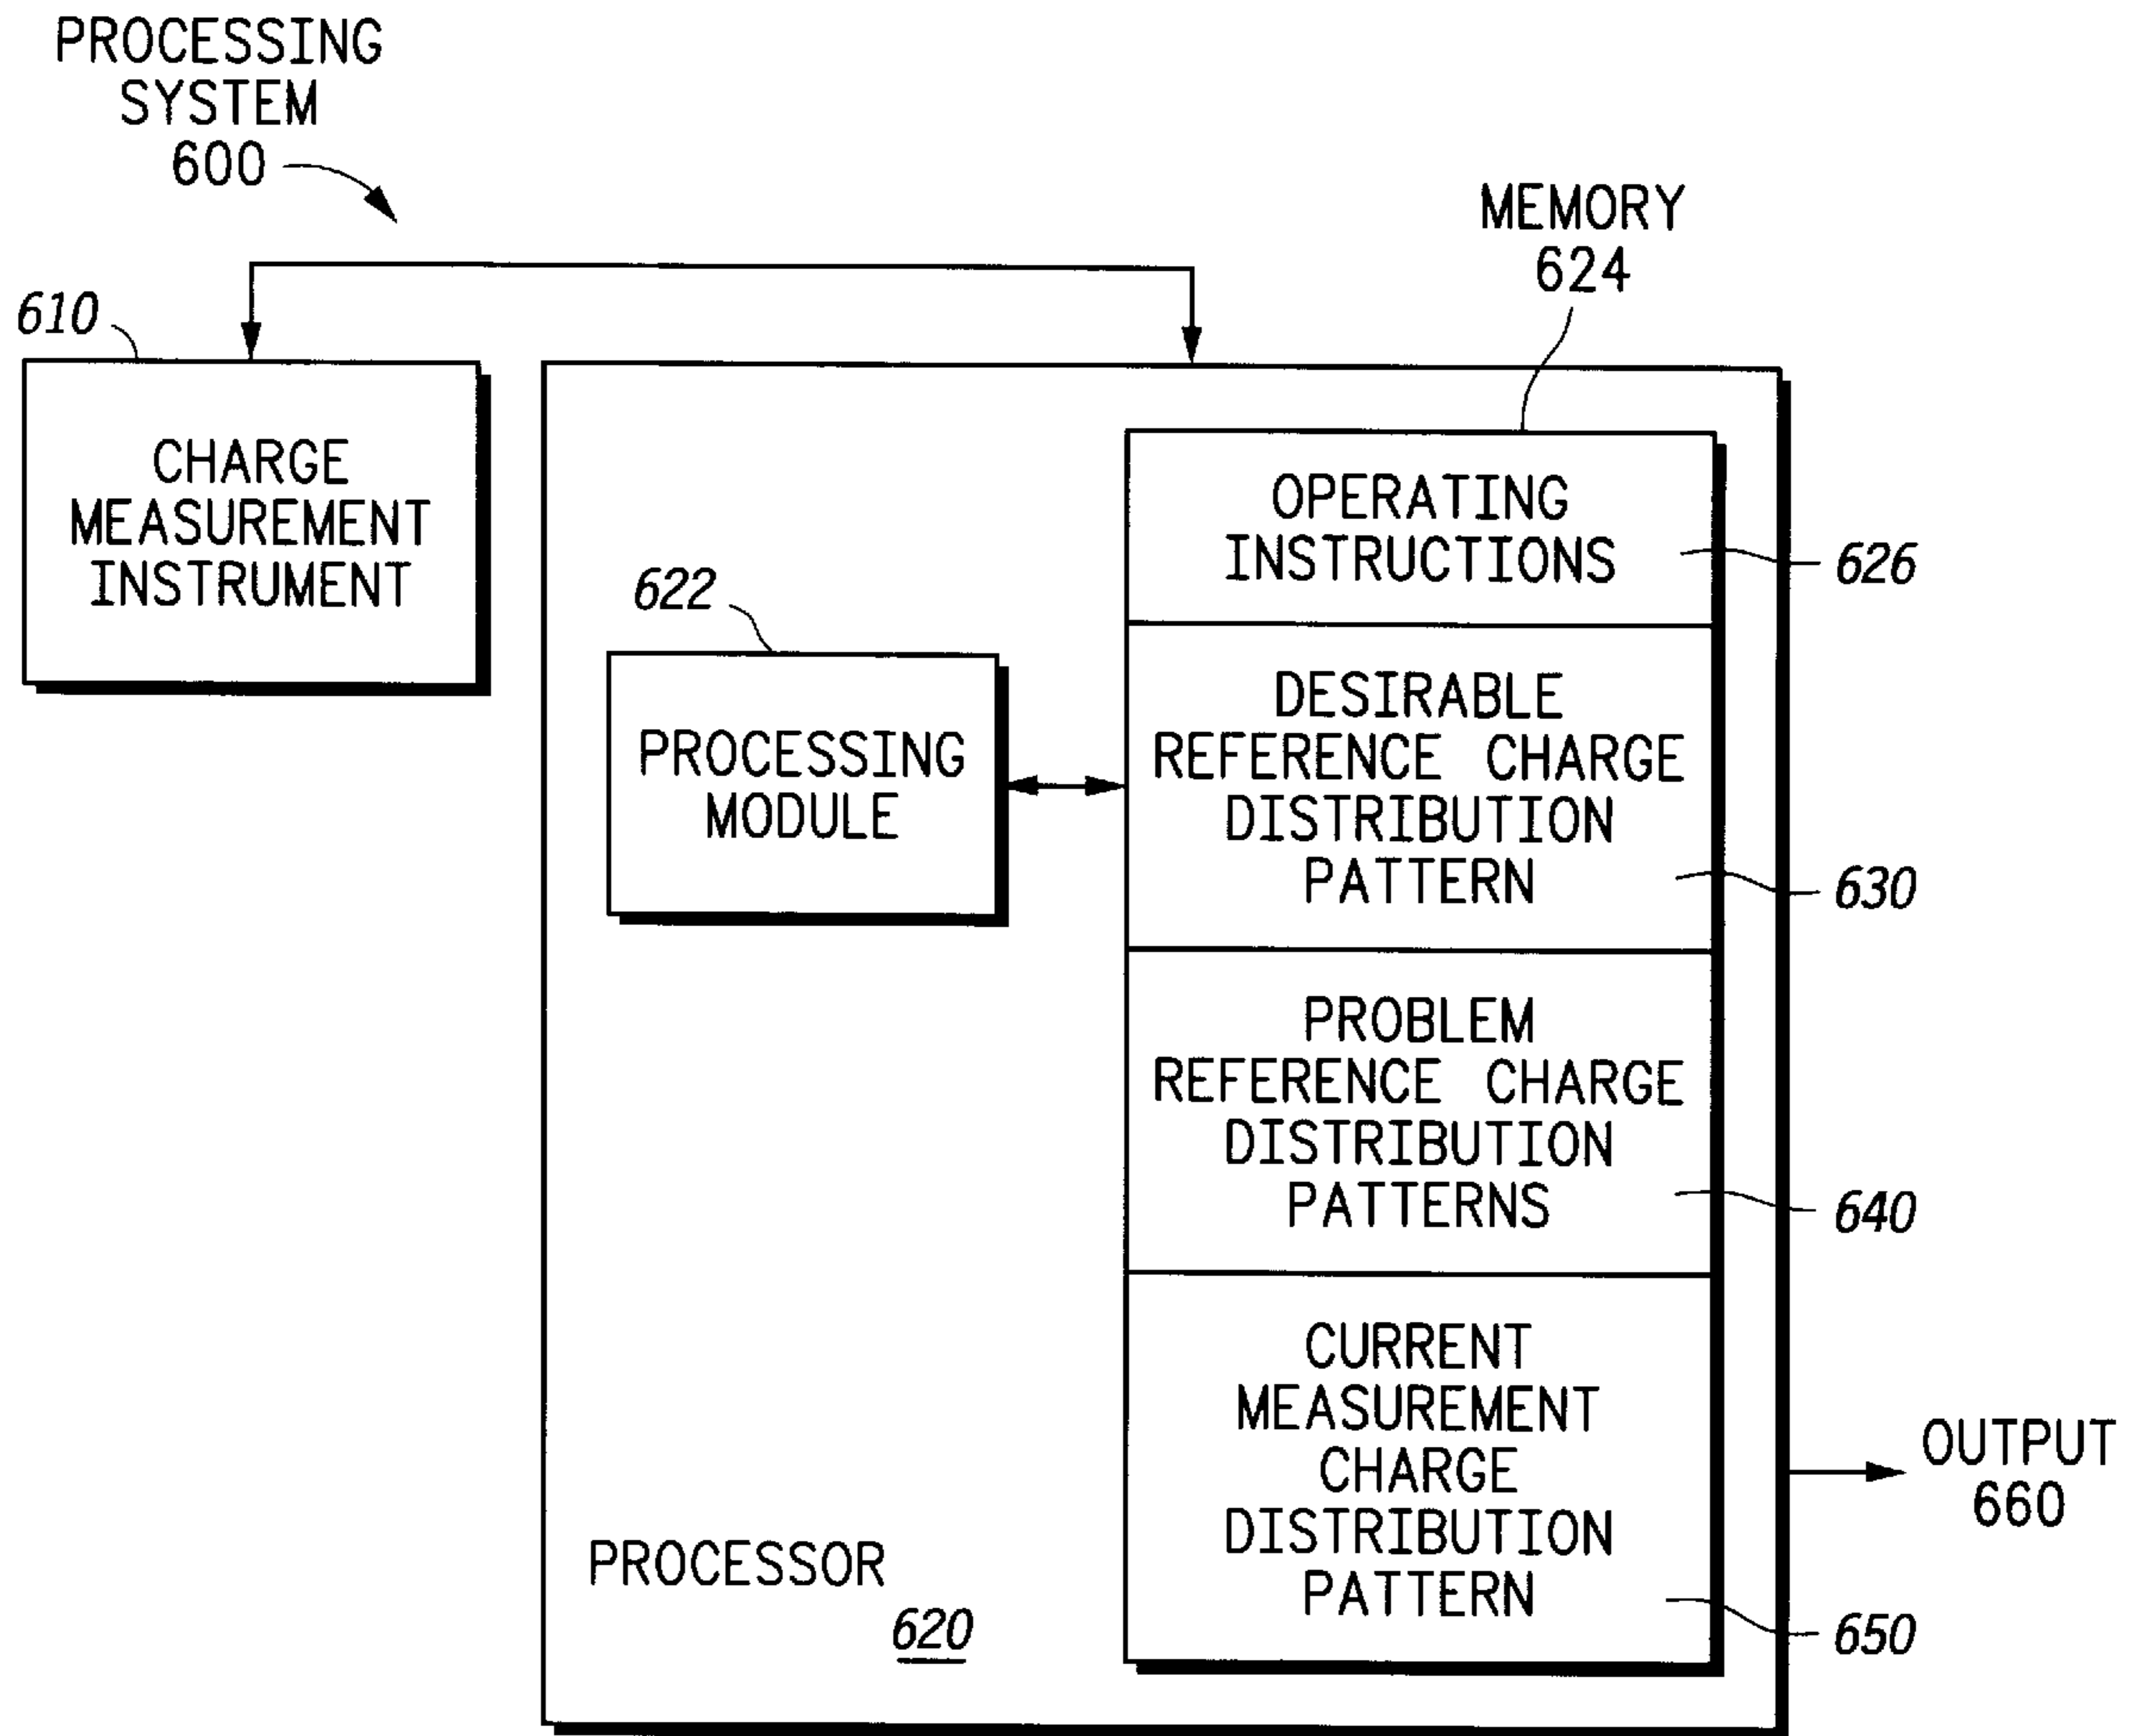 PROCESSING
SYSTEM
600
MEMORY
624
610
CHARGE
MEASUREMENT
INSTRUMENT
OPERATING
INSTRUCTIONS
626
622
PROCESSING
MODULE
DESIRABLE
REFERENCE CHARGE
DISTRIBUTION
PATTERN
630
PROBLEM
REFERENCE CHARGE
DISTRIBUTION
PATTERNS
640
CURRENT
MEASUREMENT
CHARGE
DISTRIBUTION
PATTERN
650
OUTPUT
660
PROCESSOR
620